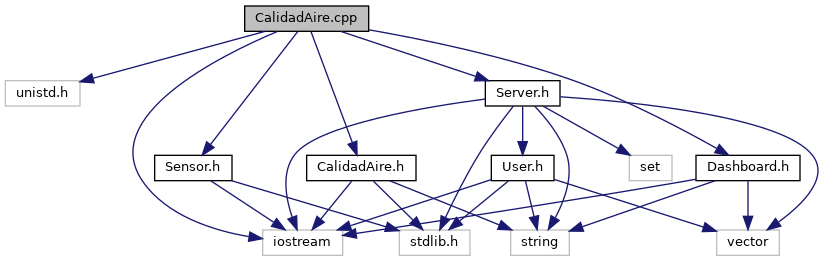 CalidadAire.cpp
unistd.h
Server.h
Sensor.h
CalidadAire.h
User.h
set
Dashboard.h
iostream
stdlib.h
string
vector